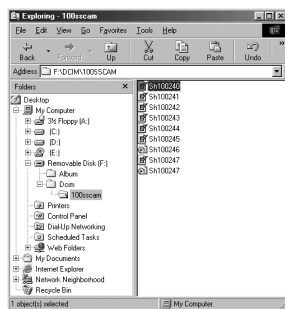 Exploring - 100sscam
File Edit View Go Favorites Tools Help
Back Forward Up Cut Copy Paste Undo »
Address F:\DCIM\100SSCAM
Folders ×
Desktop
My Computer
3½ Floppy (A:)
(C:)
(D:)
(E:)
Removable Disk (F:)
Album
Dcim
100sscam
Printers
Control Panel
Dial-Up Networking
Scheduled Tasks
Web Folders
My Documents
Internet Explorer
Network Neighborhood
Recycle Bin
Sh100240
Sh100241
Sh100242
Sh100243
Sh100244
Sh100245
Sh100246
Sh100247
Sh100247
1 object(s) selected My Computer